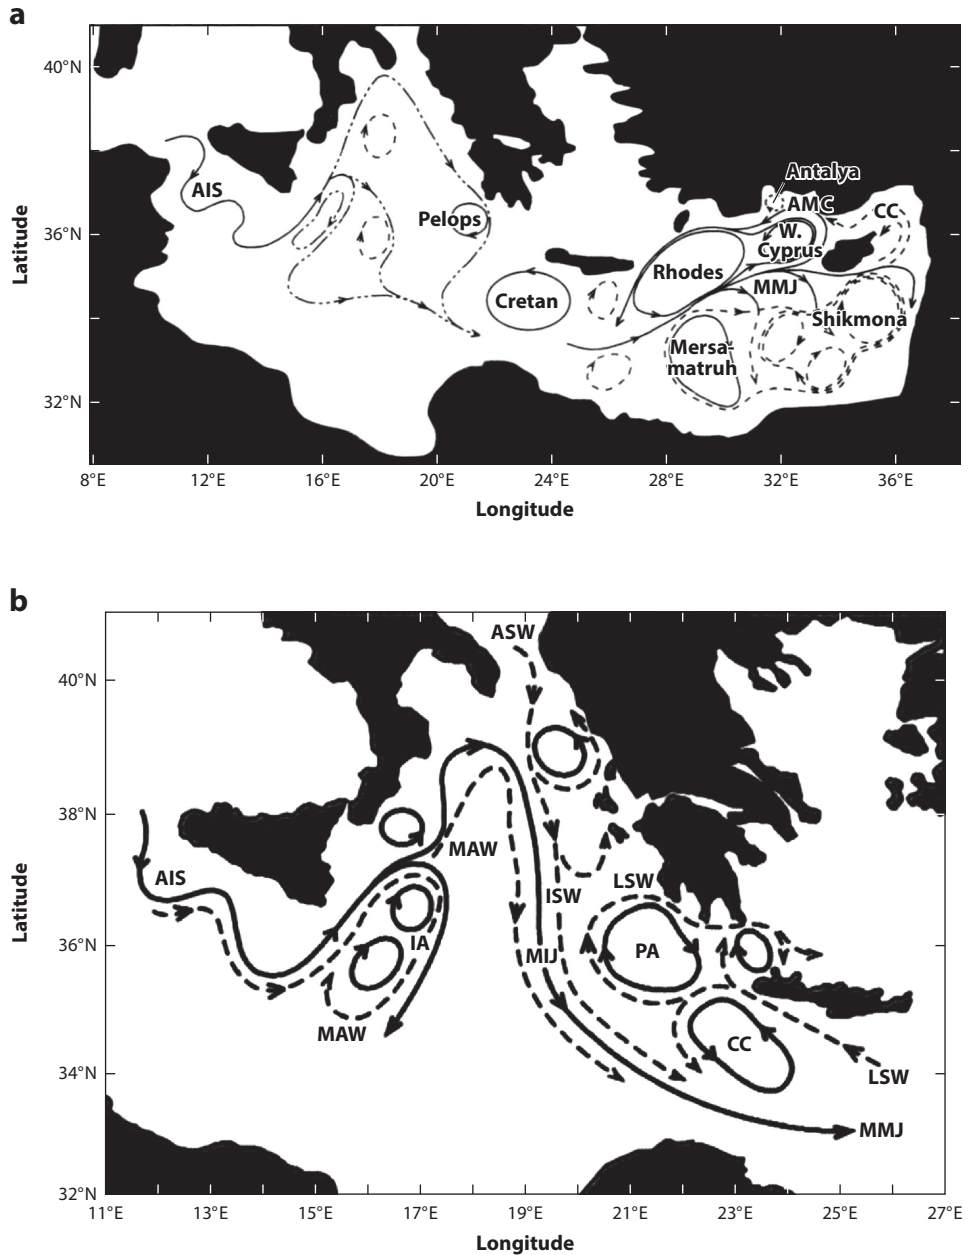 a
40°N
36°N
32°N
Latitude
AIS
Pelops
Cretan
Rhodes
Mersa-
matruh
Antalya
AMC
W.
Cyprus
CC
MMJ
Shikmona
8°E
12°E
16°E
20°E
24°E
28°E
32°E
36°E
Longitude
b
40°N
38°N
36°N
34°N
32°N
Latitude
ASW
AIS
MAW
LSW
ISW
IA
MIJ
PA
MAW
CC
LSW
MMJ
11°E
13°E
15°E
17°E
19°E
21°E
23°E
25°E
27°E
Longitude